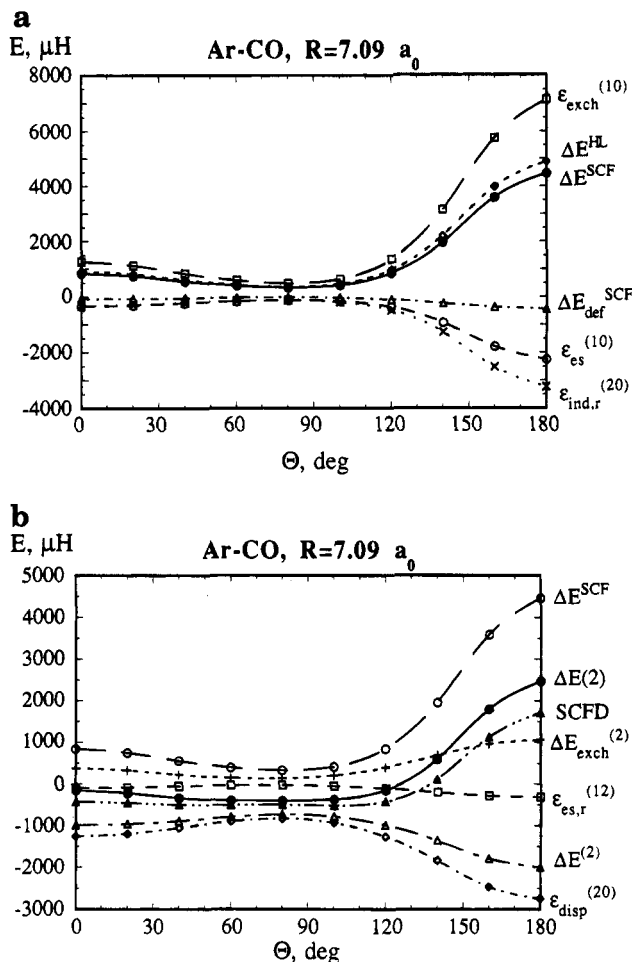 a
E, μH
Ar-CO, R=7.09 a₀
8000
6000
4000
2000
0
-2000
-4000
0 30 60 90 120 150 180
Θ, deg
ε_exch^(10)
ΔE^HL
ΔE^SCF
ΔE_def^SCF
ε_es^(10)
ε_ind,r^(20)
b
E, μH
Ar-CO, R=7.09 a₀
5000
4000
3000
2000
1000
0
-1000
-2000
-3000
0 30 60 90 120 150 180
Θ, deg
ΔE^SCF
ΔE(2)
SCFD
ΔE_exch^(2)
ε_es,r^(12)
ΔE^(2)
ε_disp^(20)